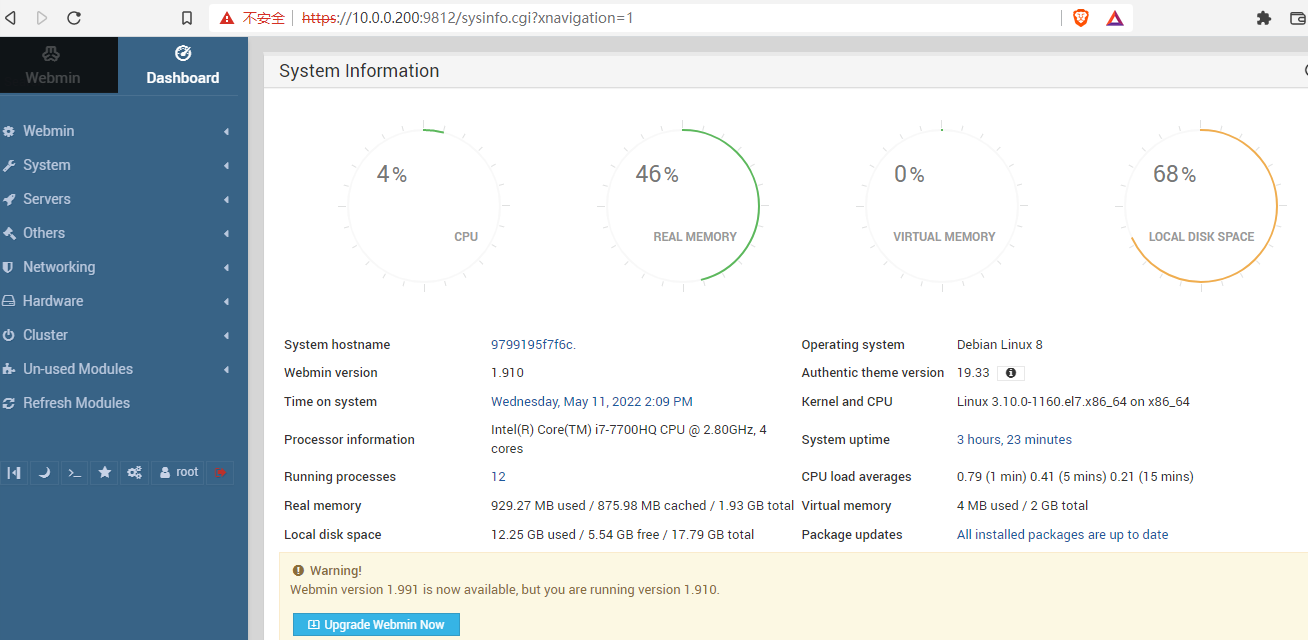 不安全 https://10.0.0.200:9812/sysinfo.cgi?xnavigation=1
Webmin
Dashboard
Webmin
System
Servers
Others
Networking
Hardware
Cluster
Un-used Modules
Refresh Modules
root
System Information
4%
CPU
46%
REAL MEMORY
0%
VIRTUAL MEMORY
68%
LOCAL DISK SPACE
System hostname 9799195f7f6c. Operating system Debian Linux 8
Webmin version 1.910 Authentic theme version 19.33
Time on system Wednesday, May 11, 2022 2:09 PM Kernel and CPU Linux 3.10.0-1160.el7.x86_64 on x86_64
Processor information Intel(R) Core(TM) i7-7700HQ CPU @ 2.80GHz, 4
cores System uptime 3 hours, 23 minutes
Running processes 12 CPU load averages 0.79 (1 min) 0.41 (5 mins) 0.21 (15 mins)
Real memory 929.27 MB used / 875.98 MB cached / 1.93 GB total Virtual memory 4 MB used / 2 GB total
Local disk space 12.25 GB used / 5.54 GB free / 17.79 GB total Package updates All installed packages are up to date
Warning!
Webmin version 1.991 is now available, but you are running version 1.910.
Upgrade Webmin Now